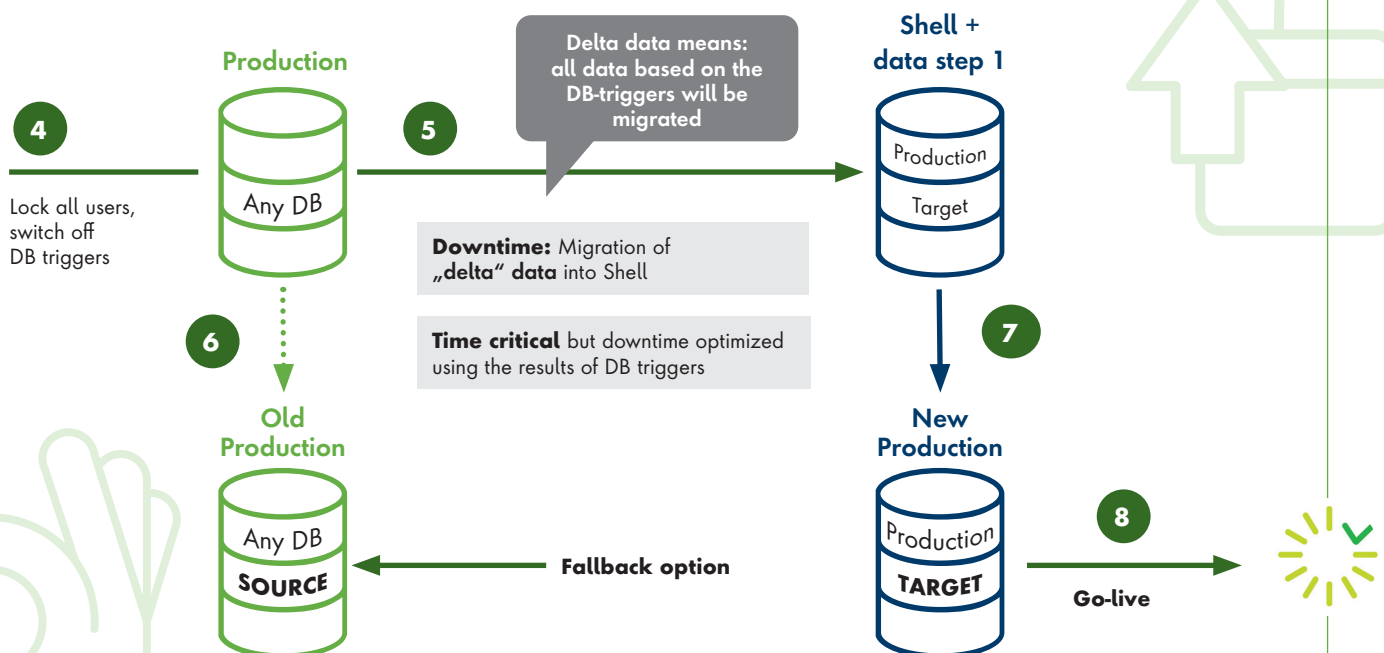 Delta data means:
all data based on the
DB-triggers will be
migrated
Shell +
data step 1
Production
4
5
Production
Any DB
Target
Lock all users,
switch off
DB triggers
Downtime: Migration of
„delta“ data into Shell
Time critical but downtime optimized
using the results of DB triggers
6
7
Old
Production
New
Production
Any DB
SOURCE
Fallback option
Production
TARGET
8
Go-live